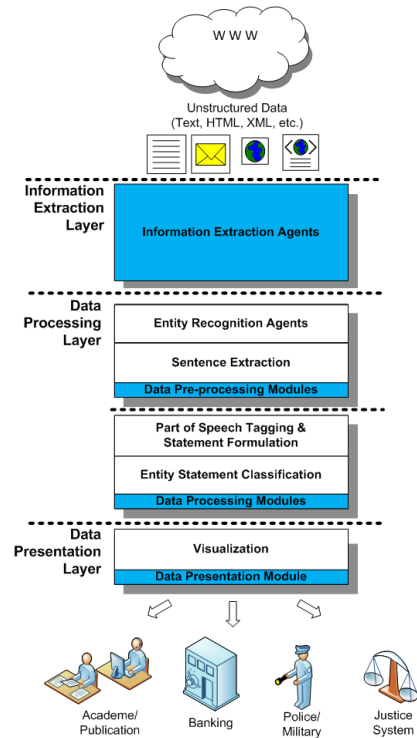 W W W
Unstructured Data
(Text, HTML, XML, etc.)
Information
Extraction
Layer
Information Extraction Agents
Data
Processing
Layer
Entity Recognition Agents
Sentence Extraction
Data Pre-processing Modules
Part of Speech Tagging &
Statement Formulation
Entity Statement Classification
Data Processing Modules
Data
Presentation
Layer
Visualization
Data Presentation Module
Academe/
Publication
Banking
Police/
Military
Justice
System